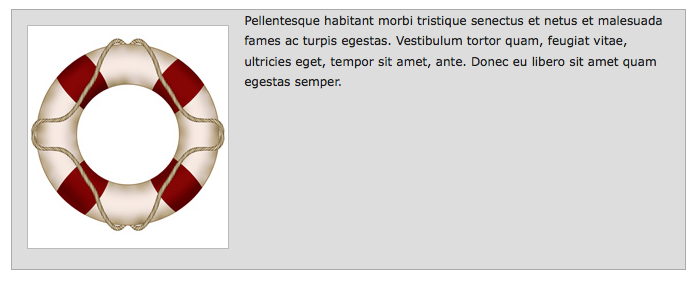 Pellentesque habitant morbi tristique senectus et netus et malesuada
fames ac turpis egestas. Vestibulum tortor quam, feugiat vitae,
ultricies eget, tempor sit amet, ante. Donec eu libero sit amet quam
egestas semper.